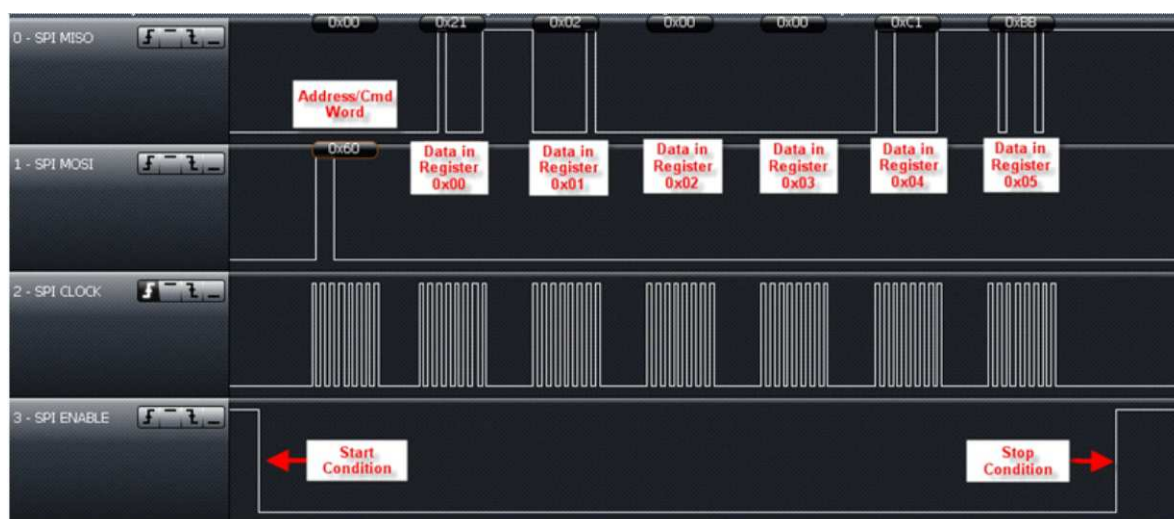 0x00 0x21 0x02 0x00 0x00 0xC1 0xBB
0 - SPI MISO
Address/Cmd
Word
0x60
1 - SPI MOSI
Data in
Register
0x00
Data in
Register
0x01
Data in
Register
0x02
Data in
Register
0x03
Data in
Register
0x04
Data in
Register
0x05
2 - SPI CLOCK
3 - SPI ENABLE
Start
Condition
Stop
Condition